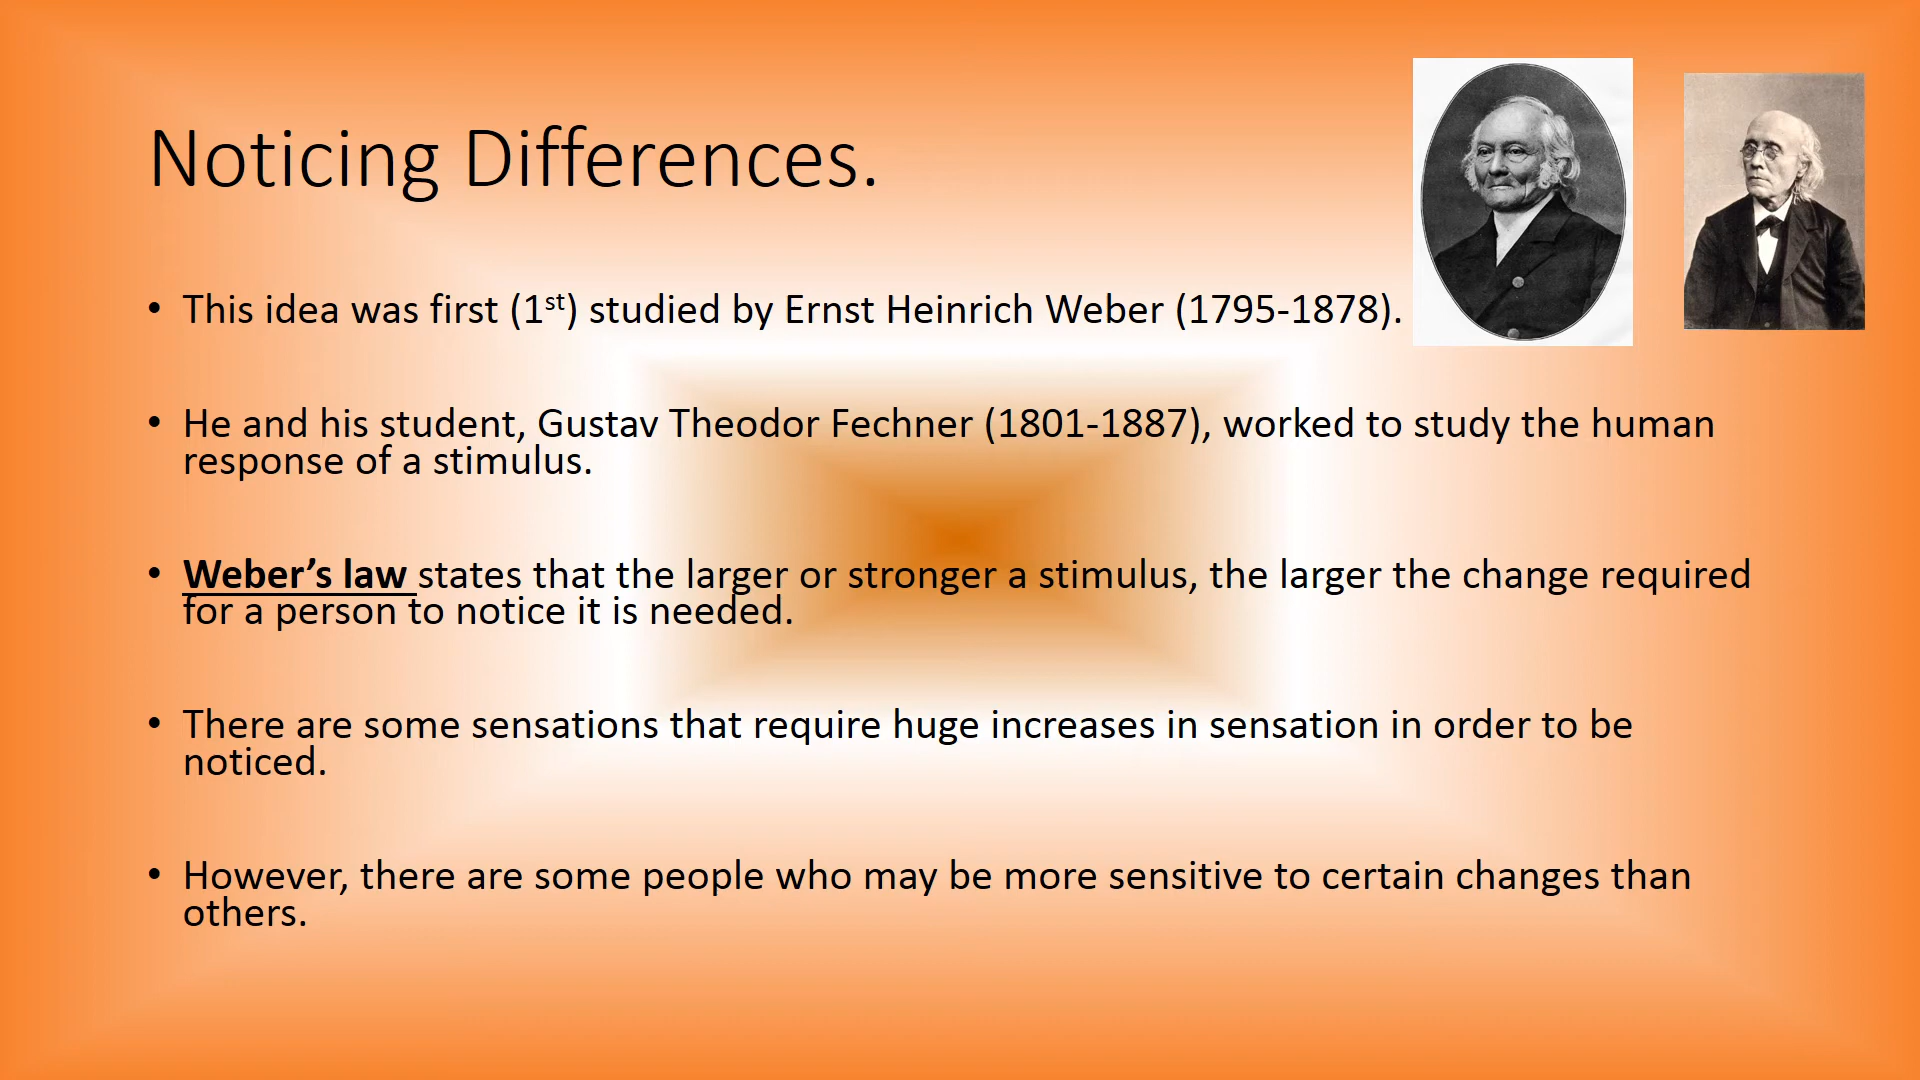 Noticing Differences.
• This idea was first (1st) studied by Ernst Heinrich Weber (1795-1878).
• He and his student, Gustav Theodor Fechner (1801-1887), worked to study the human
response of a stimulus.
• Weber’s law states that the larger or stronger a stimulus, the larger the change required
for a person to notice it is needed.
• There are some sensations that require huge increases in sensation in order to be
noticed.
• However, there are some people who may be more sensitive to certain changes than
others.